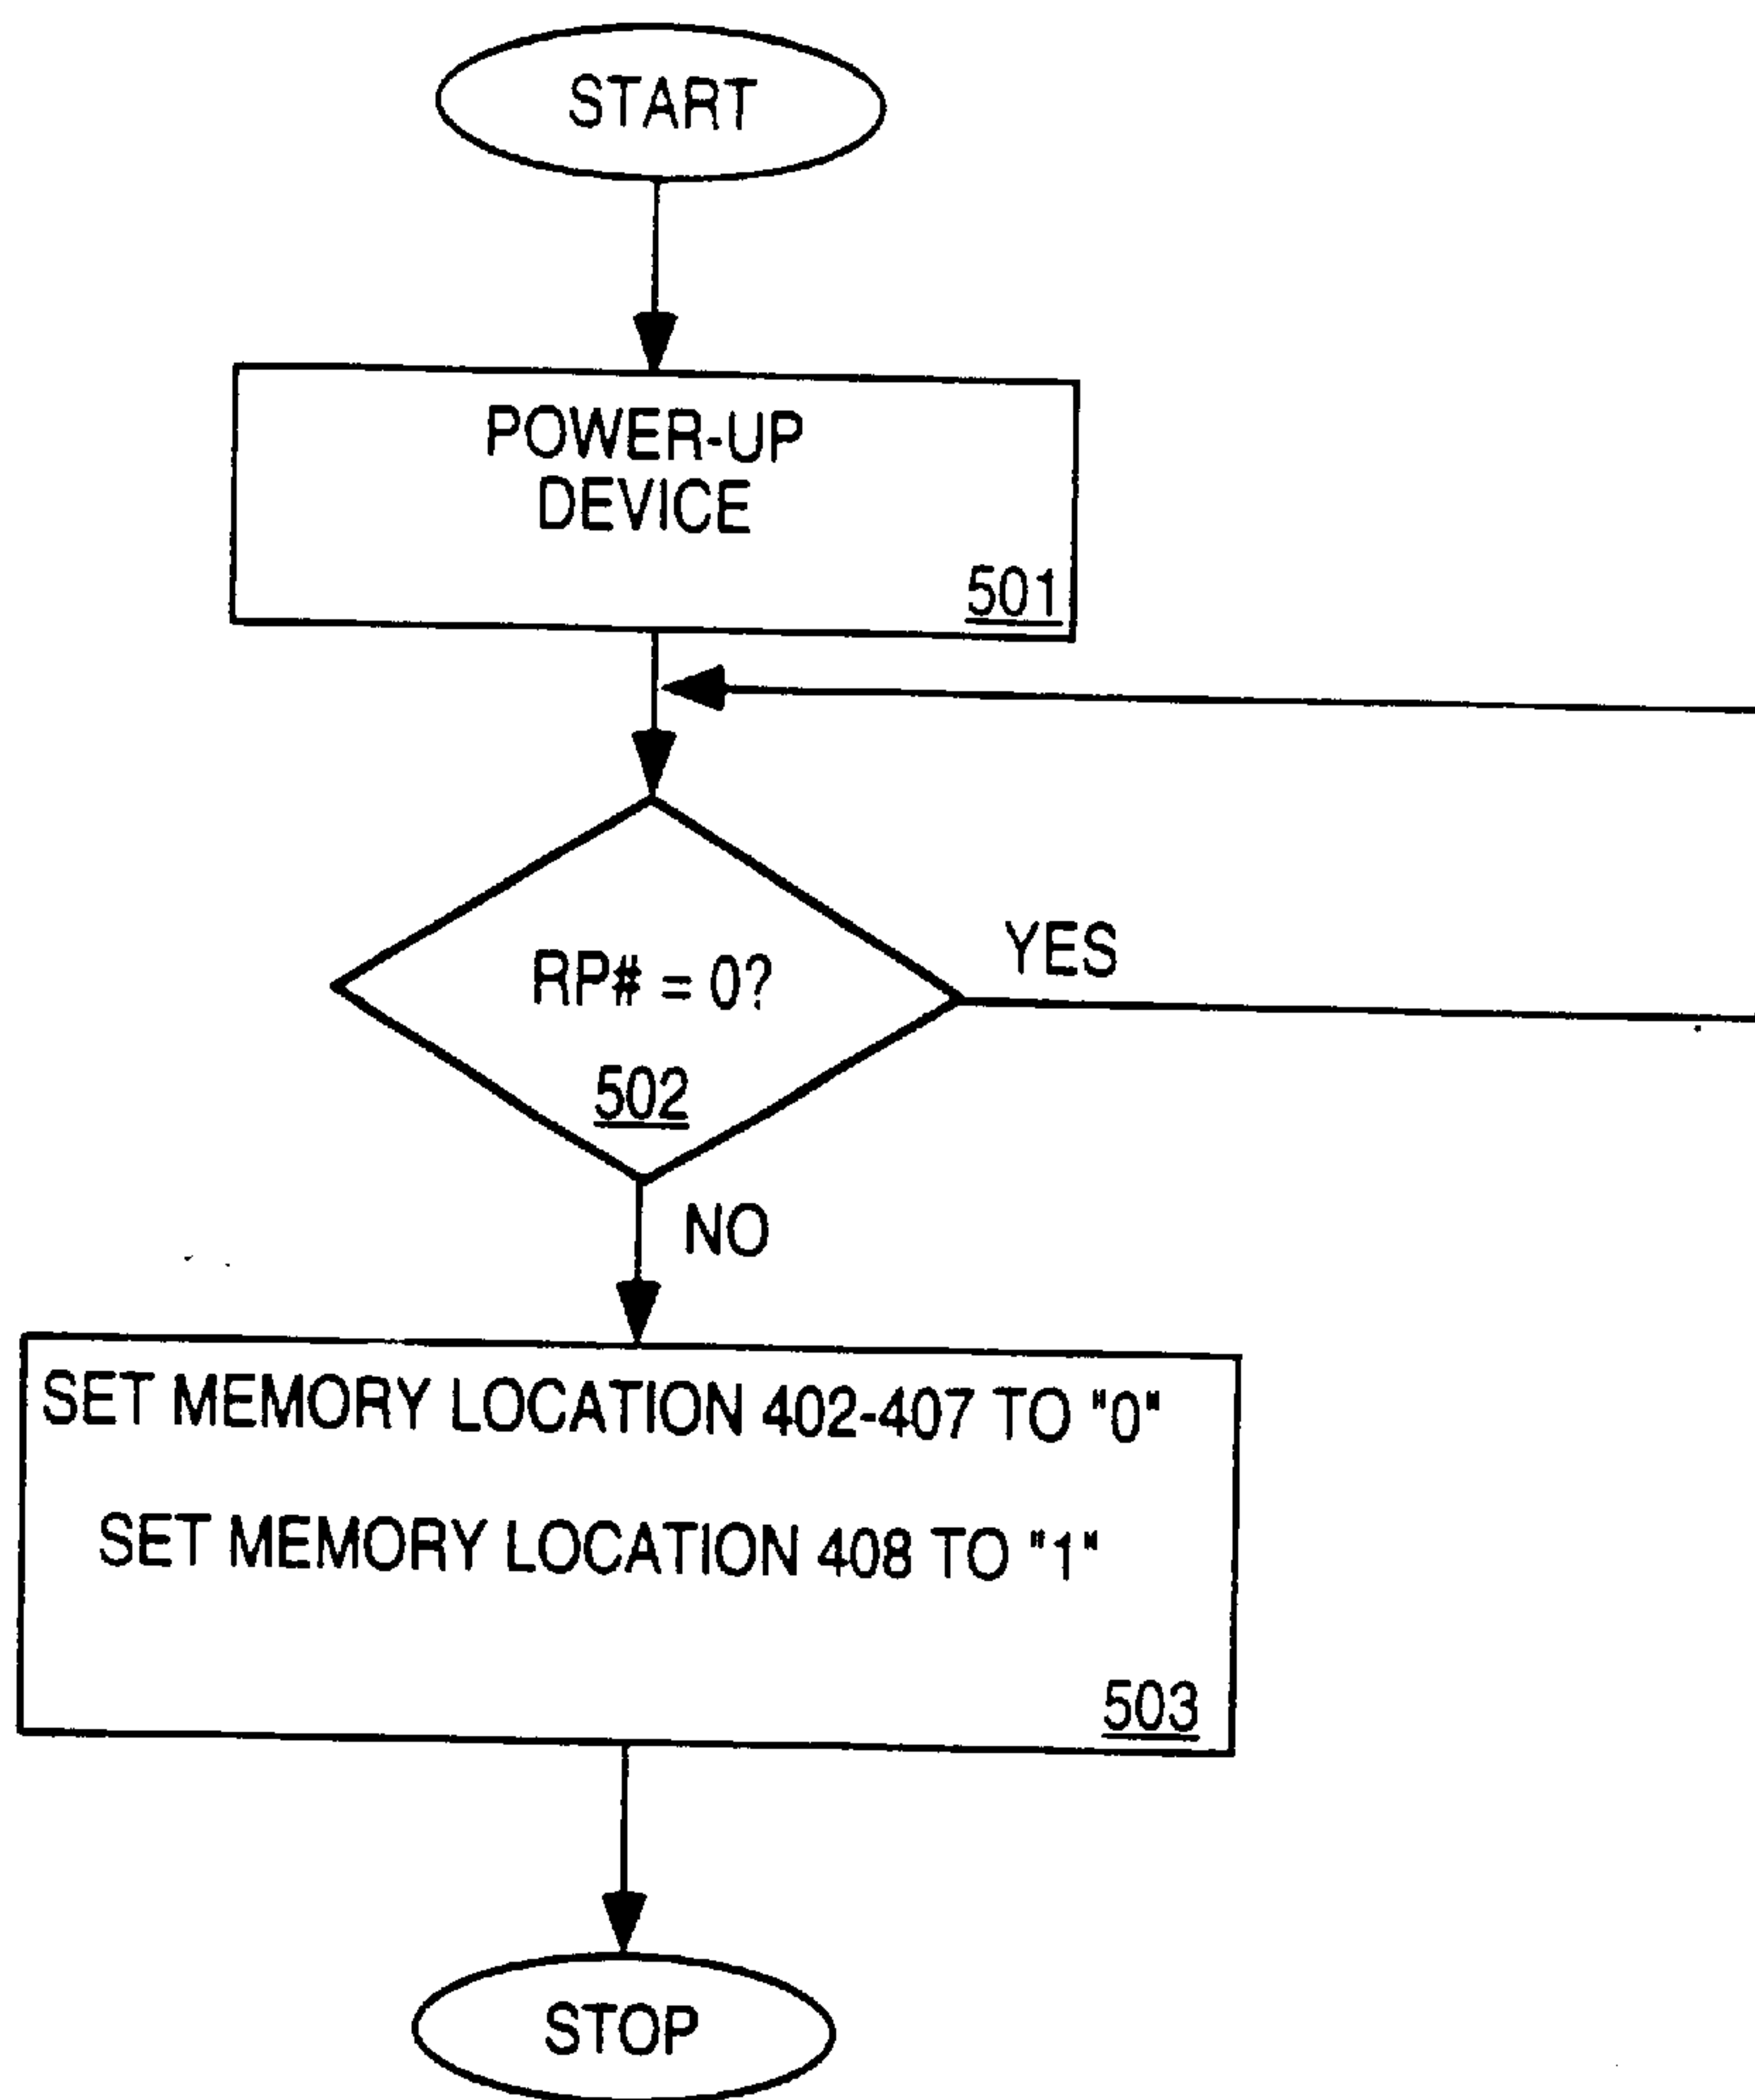 START
POWER-UP
DEVICE
501
RP# = 0?
YES
502
NO
SET MEMORY LOCATION 402-407 TO "0"
SET MEMORY LOCATION 408 TO "1"
503
STOP